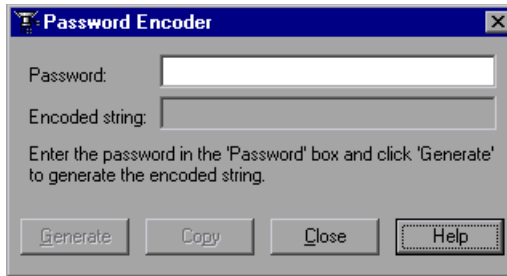 Password Encoder
Password:
Encoded string:
Enter the password in the 'Password' box and click 'Generate'
to generate the encoded string.
Generate Copy Close Help